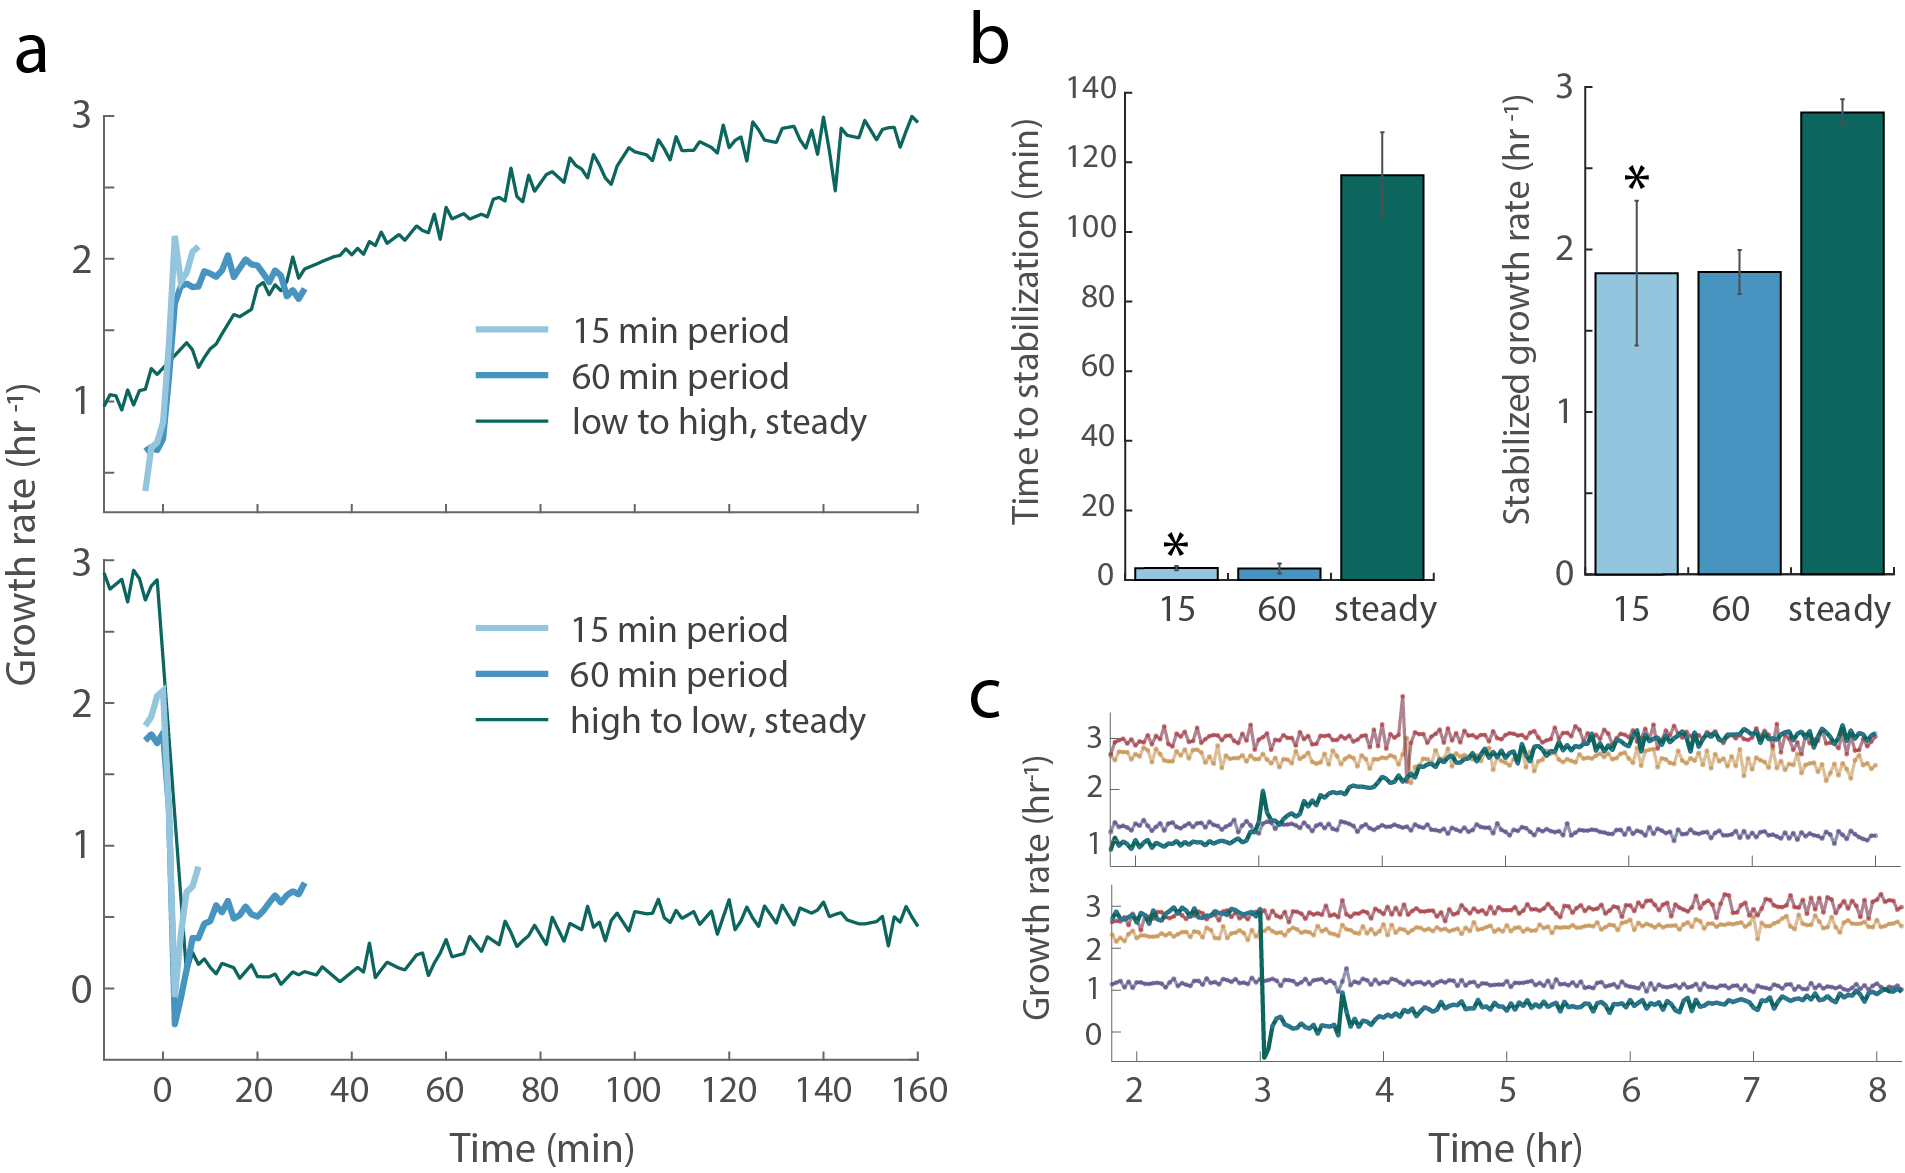 a
Growth rate (hr -1)
3
2
1
15 min period
60 min period
low to high, steady
3
2
1
0
15 min period
60 min period
high to low, steady
0 20 40 60 80 100 120 140 160
Time (min)
b
Time to stabilization (min)
140
120
100
80
60
40
20
0
*
15 60 steady
Stabilized growth rate (hr -1)
3
2
1
0
*
15 60 steady
c
Growth rate (hr-1)
3
2
1
3
2
1
0
2 3 4 5 6 7 8
Time (hr)